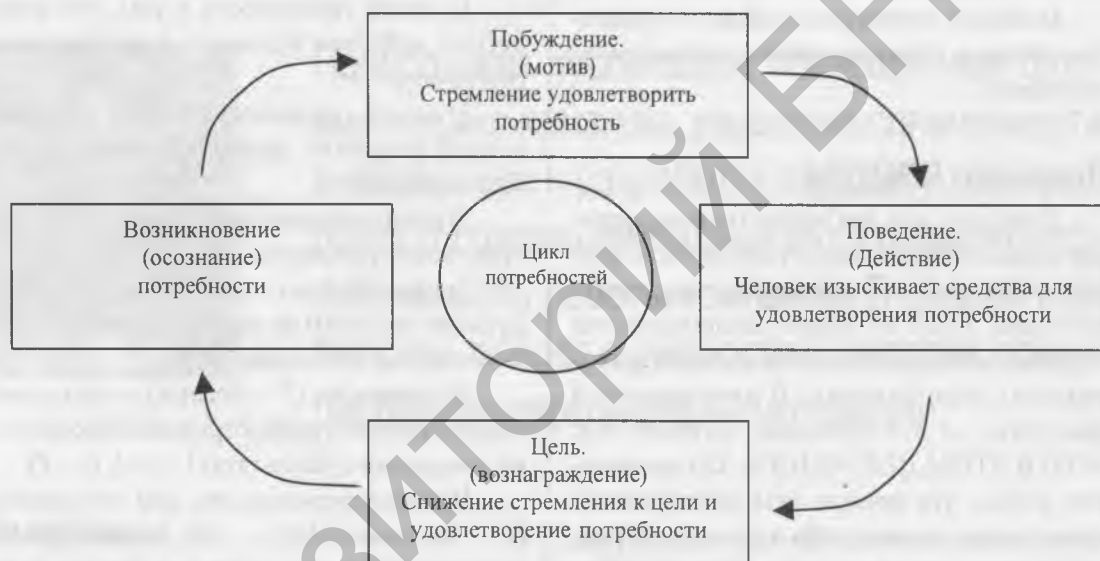 Побуждение.
(мотив)
Стремление удовлетворить
потребность
Возникновение
(осознание)
потребности
Цикл
потребностей
Поведение.
(Действие)
Человек изыскивает средства для
удовлетворения потребности
Цель.
(вознаграждение)
Снижение стремления к цели и
удовлетворение потребности